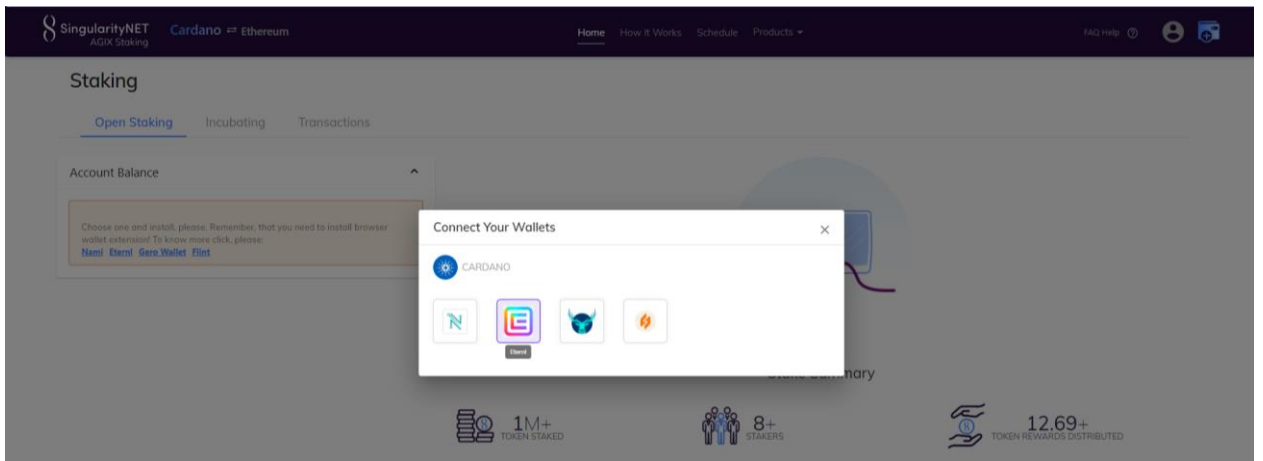 SingularityNET
AGIX Staking
Cardano ⇌ Ethereum
Home How It Works Schedule Products
FAQ Help
Staking
Open Staking Incubating Transactions
Account Balance
Choose one and install, please. Remember, that you need to install browser
wallet extension! To know more click, please:
Nami Eternl Gero Wallet Flint
Connect Your Wallets
CARDANO
Eternl
1M+
TOKEN STAKED
8+
STAKERS
12.69+
TOKEN REWARDS DISTRIBUTED